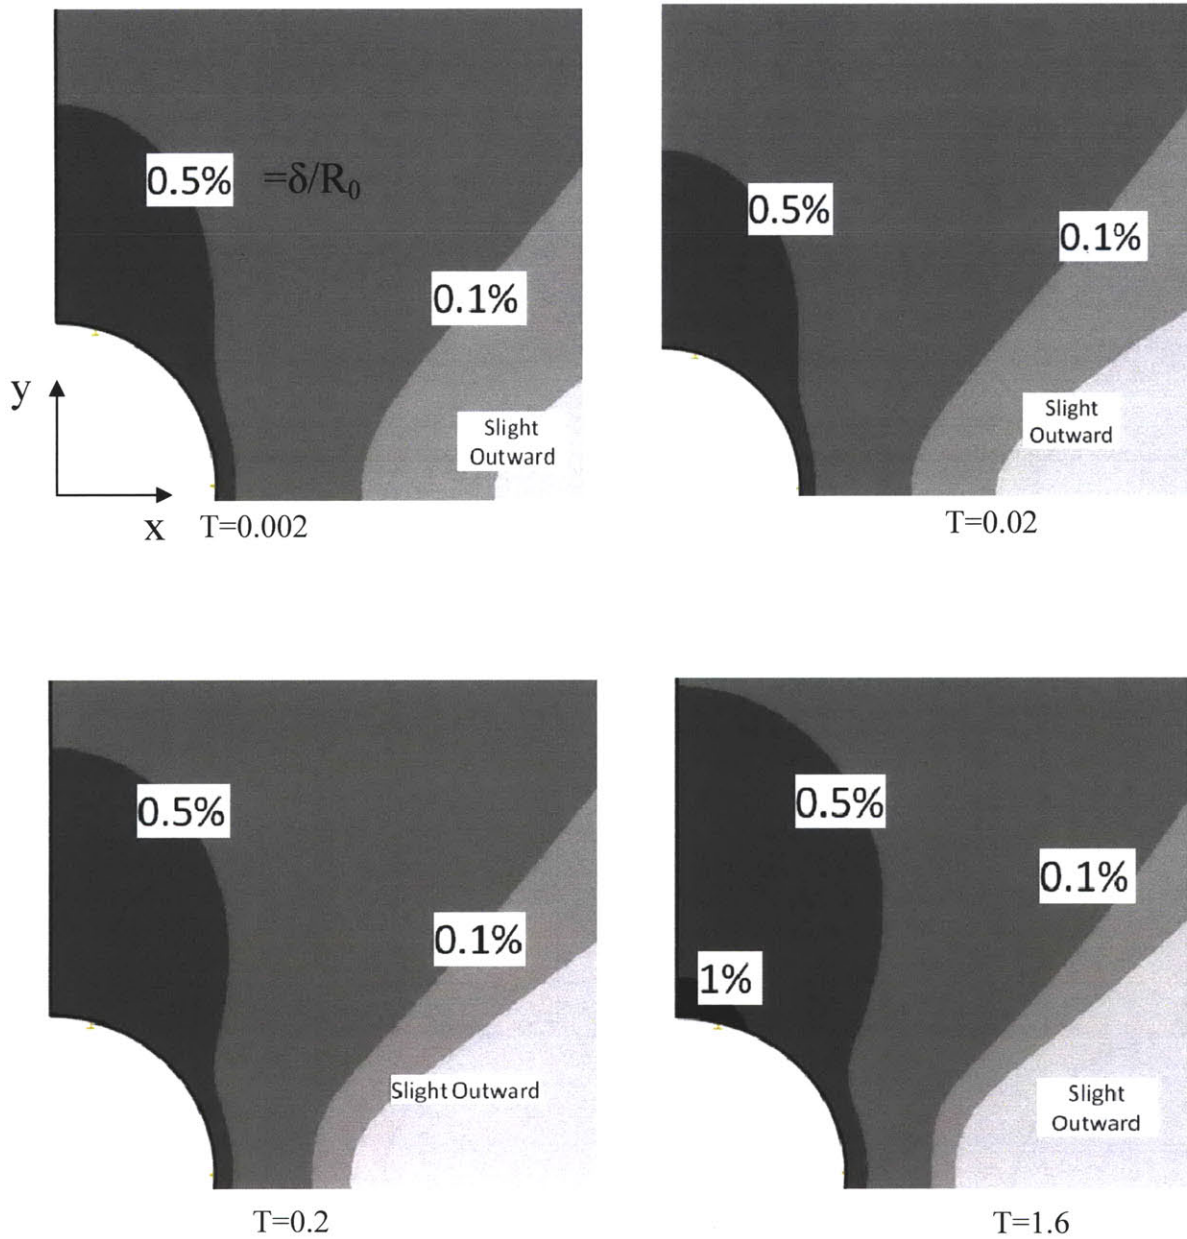 0.5% =δ/R₀
0.1%
Slight
Outward
y
x
T=0.002
0.5%
0.1%
Slight
Outward
T=0.02
0.5%
0.1%
Slight Outward
T=0.2
0.5%
0.1%
1%
Slight
Outward
T=1.6